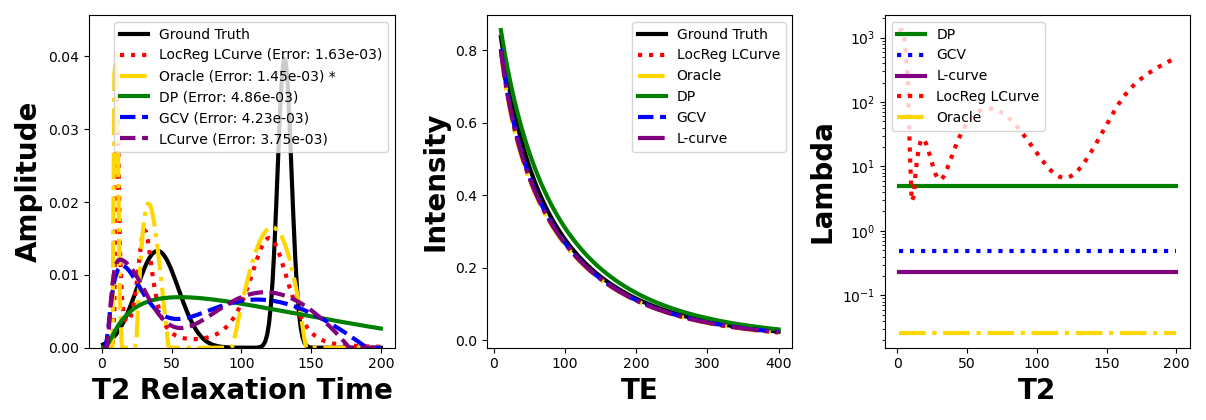 Amplitude
0.04
0.03
0.02
0.01
0.00
Ground Truth
LocReg LCurve (Error: 1.63e-03)
Oracle (Error: 1.45e-03) *
DP (Error: 4.86e-03)
GCV (Error: 4.23e-03)
LCurve (Error: 3.75e-03)
0 50 100 150 200
T2 Relaxation Time
Intensity
0.8
0.6
0.4
0.2
0.0
Ground Truth
LocReg LCurve
Oracle
DP
GCV
L-curve
0 100 200 300 400
TE
Lambda
10³
10²
10¹
10⁰
10⁻¹
DP
GCV
L-curve
LocReg LCurve
Oracle
0 50 100 150 200
T2